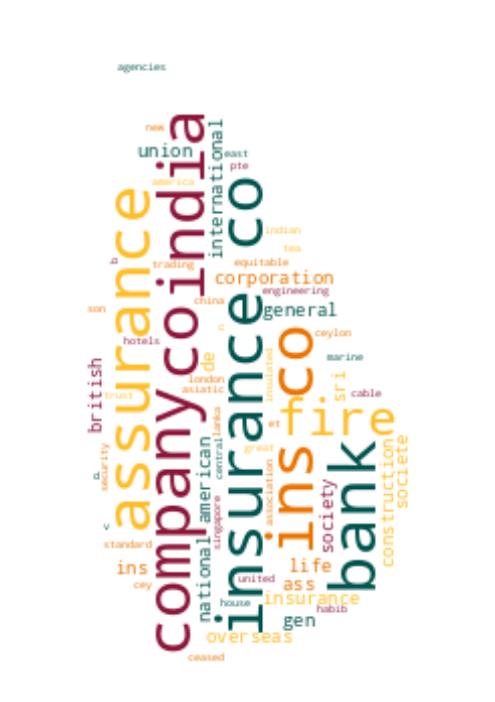 agencies
new
union
east
pte
america
international
company
co
india
assurance
insurance co
indian
tea
equitable
trading
b
corporation
engineering
china
son
general
c
hotels
ceylon
de
marine
london
asiatic
insulated
british
trust
sri
cable
lanka
et
fire
ins co
bank
central
great
security
a
national american
association
construction
societe
singapore
society
v
standard
ins
life
cey
united
ass
house
insurance
habib
gen
overseas
ceased